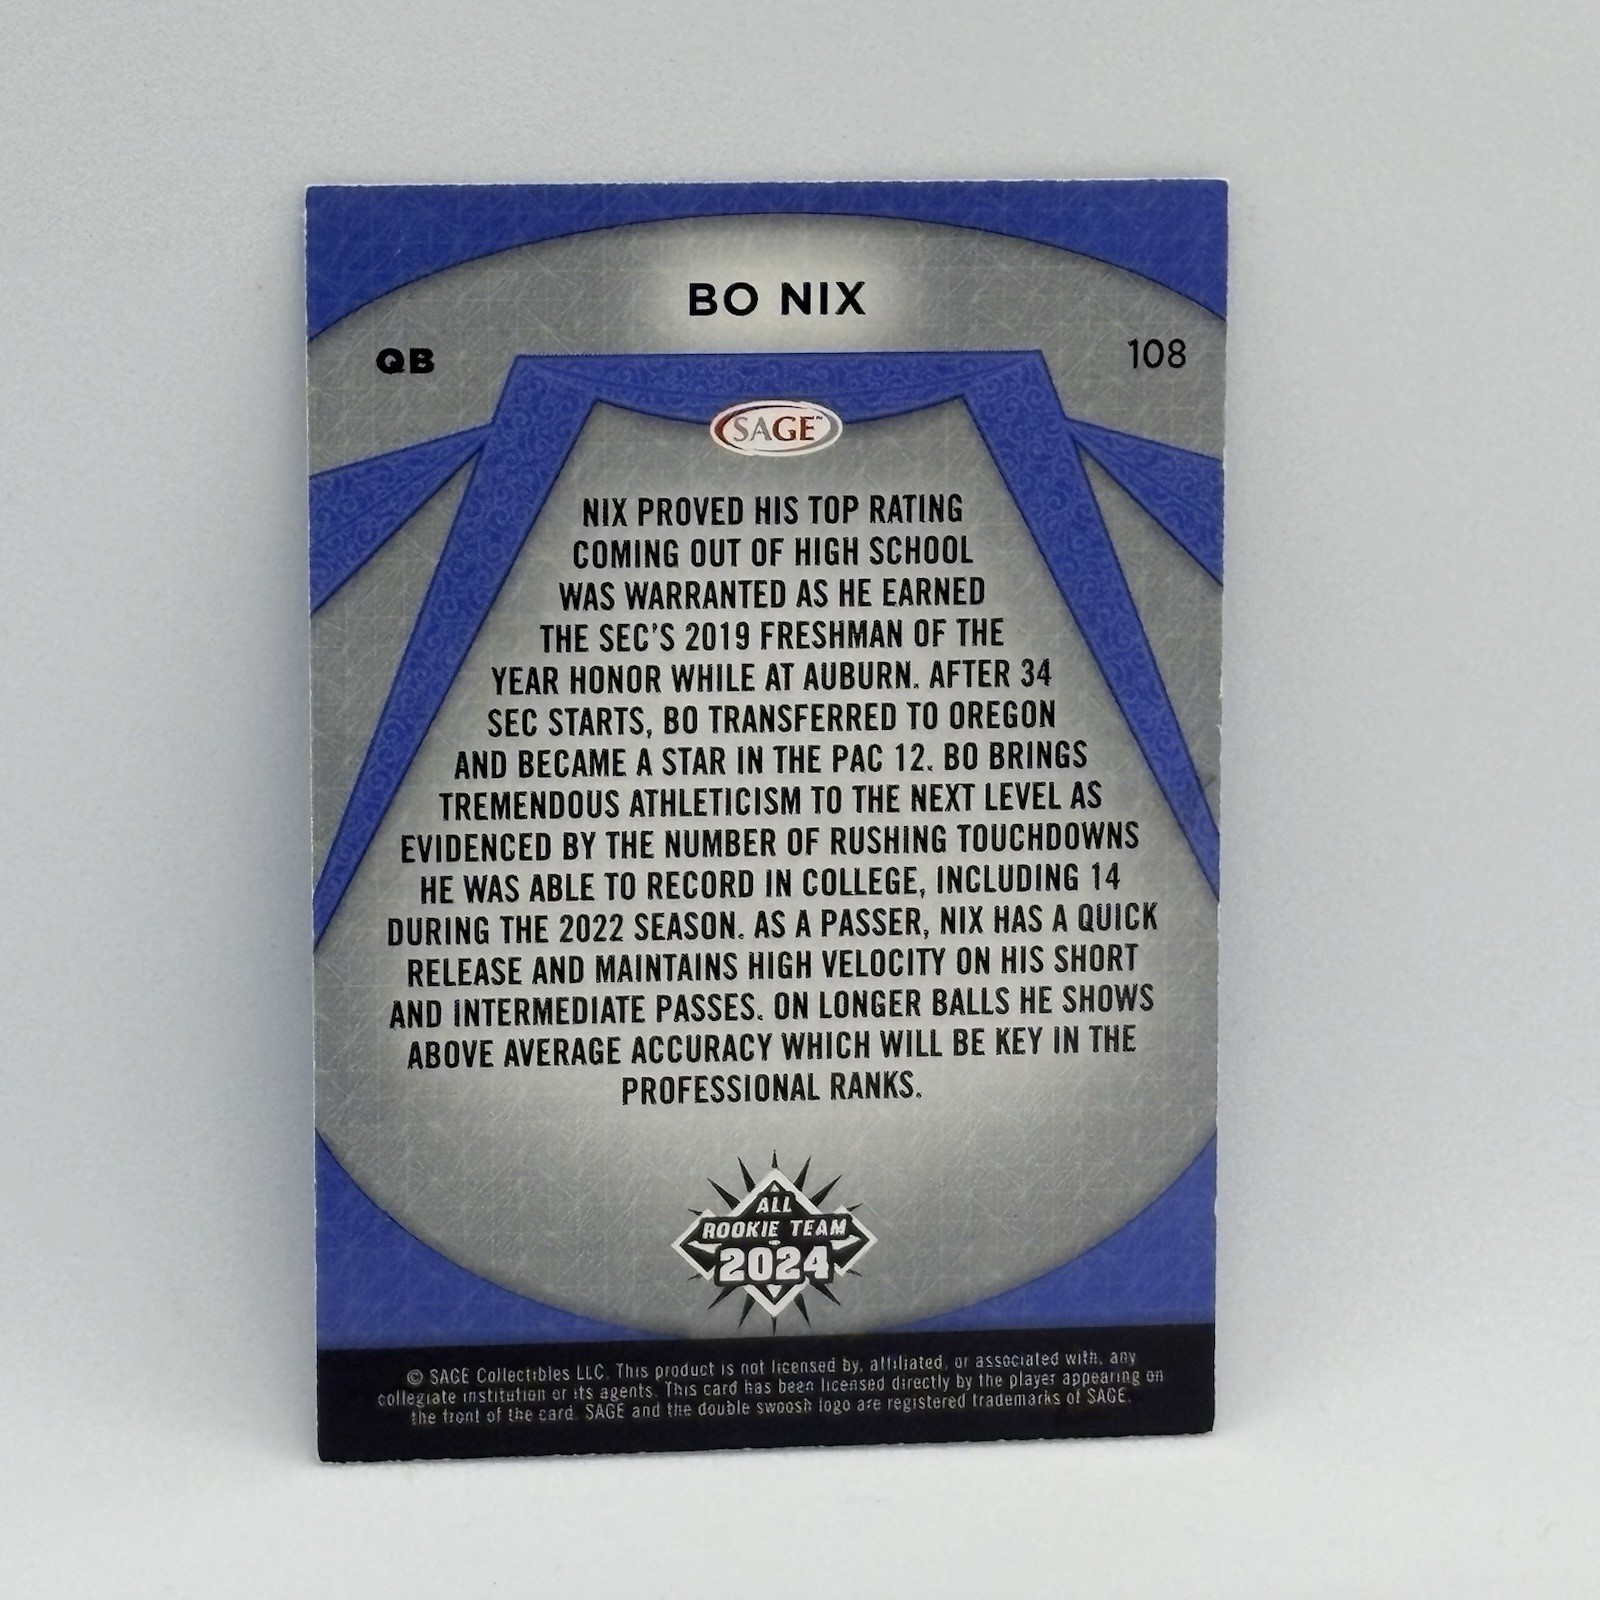 BO NIX
QB
108
SAGE™
NIX PROVED HIS TOP RATING
COMING OUT OF HIGH SCHOOL
WAS WARRANTED AS HE EARNED
THE SEC'S 2019 FRESHMAN OF THE
YEAR HONOR WHILE AT AUBURN. AFTER 34
SEC STARTS, BO TRANSFERRED TO OREGON
AND BECAME A STAR IN THE PAC 12. BO BRINGS
TREMENDOUS ATHLETICISM TO THE NEXT LEVEL AS
EVIDENCED BY THE NUMBER OF RUSHING TOUCHDOWNS
HE WAS ABLE TO RECORD IN COLLEGE, INCLUDING 14
DURING THE 2022 SEASON. AS A PASSER, NIX HAS A QUICK
RELEASE AND MAINTAINS HIGH VELOCITY ON HIS SHORT
AND INTERMEDIATE PASSES. ON LONGER BALLS HE SHOWS
ABOVE AVERAGE ACCURACY WHICH WILL BE KEY IN THE
PROFESSIONAL RANKS.
ALL
ROOKIE TEAM
2024
© SAGE Collectibles LLC. This product is not licensed by, affiliated, or associated with, any
collegiate institution or its agents. This card has been licensed directly by the player appearing on
the front of the card. SAGE and the double swoosh logo are registered trademarks of SAGE.